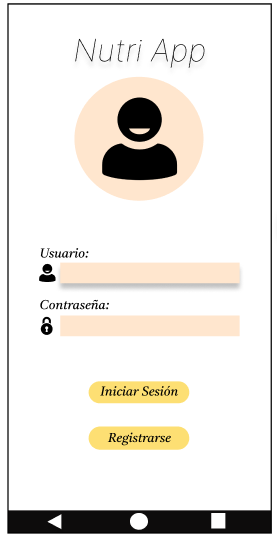 Nutri App
Usuario:
Contraseña:
Iniciar Sesión
Registrarse